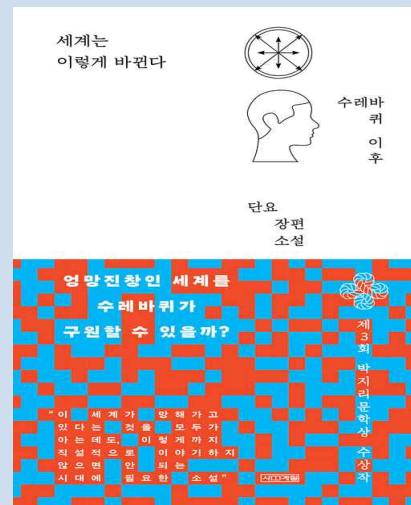 세계는
이렇게 바뀐다
수레바
퀴
이
후
단요
장편
소설
엉망진창인 세계를
수레바퀴가
구원할 수 있을까?
제3회 박지리문학상 수상작
“이 세계가 망해가고
있다는 것을 모두가
아는데도, 이렇게까지
직설적으로 이야기하지
않으면 안 되는
시대에 필요한 소설”
사계절